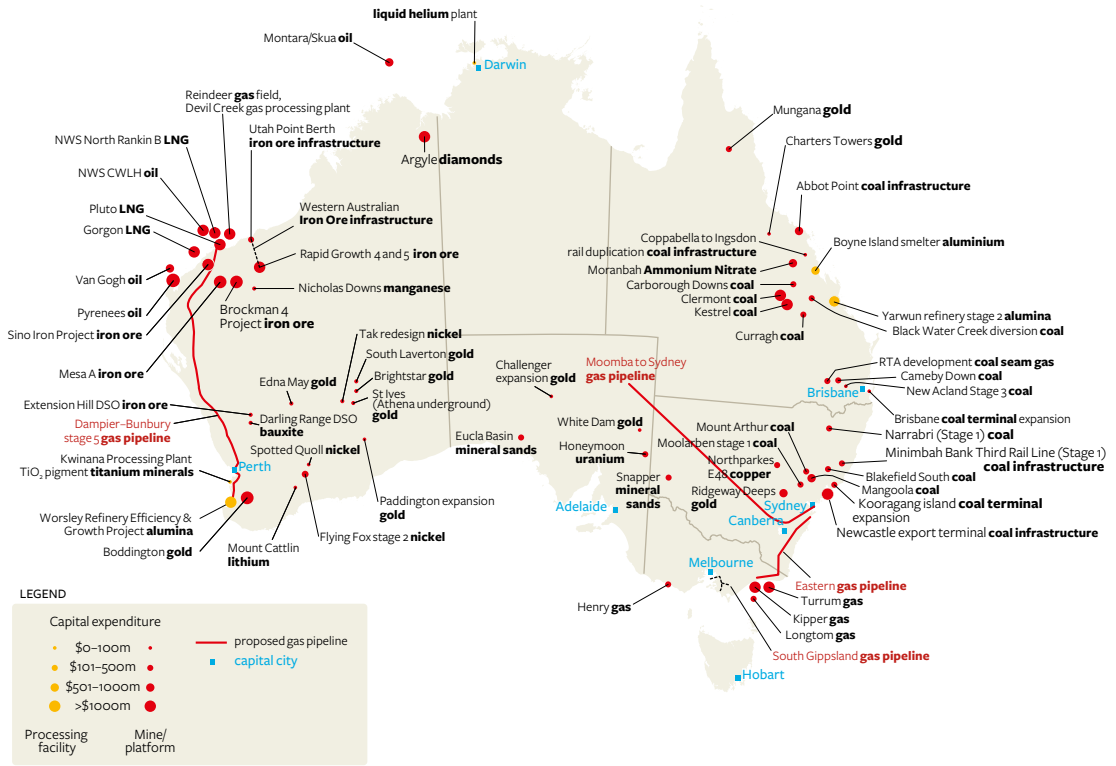 liquid helium plant
Montara/Skua oil
Darwin
Reindeer gas field,
Devil Creek gas processing plant
Utah Point Berth
iron ore infrastructure
NWS North Rankin B LNG
NWS CWLH oil
Pluto LNG
Gorgon LNG
Argyle diamonds
Western Australian
Iron Ore infrastructure
Rapid Growth 4 and 5 iron ore
Van Gogh oil
Nicholas Downs manganese
Pyrenees oil
Brockman 4
Project iron ore
Sino Iron Project iron ore
Mesa A iron ore
Mungana gold
Charters Towers gold
Abbot Point coal infrastructure
Coppabella to Ingsdon
rail duplication coal infrastructure
Boyne Island smelter aluminium
Moranbah Ammonium Nitrate
Carborough Downs coal
Clermont coal
Kestrel coal
Yarwun refinery stage 2 alumina
Black Water Creek diversion coal
Curragh coal
Tak redesign nickel
South Laverton gold
Brightstar gold
Edna May gold
St Ives
(Athena underground)
gold
Extension Hill DSO iron ore
Darling Range DSO
bauxite
Dampier–Bunbury
stage 5 gas pipeline
Spotted Quoll nickel
Kwinana Processing Plant
TiO2 pigment titanium minerals
Perth
Worsley Refinery Efficiency &
Growth Project alumina
Boddington gold
Mount Cattlin
lithium
Flying Fox stage 2 nickel
Paddington expansion
gold
Challenger
expansion gold
Moomba to Sydney
gas pipeline
Eucla Basin
mineral sands
White Dam gold
Honeymoon
uranium
Snapper
mineral
sands
Adelaide
RTA development coal seam gas
Cameby Down coal
New Acland Stage 3 coal
Brisbane
Brisbane coal terminal expansion
Mount Arthur coal
Moolarben stage 1 coal
Narrabri (Stage 1) coal
Minimbah Bank Third Rail Line (Stage 1)
coal infrastructure
Northparkes
E48 copper
Blakefield South coal
Mangoola coal
Ridgeway Deeps
gold
Kooragang island coal terminal
expansion
Sydney
Canberra
Newcastle export terminal coal infrastructure
Melbourne
Eastern gas pipeline
Turrum gas
Kipper gas
Longtom gas
Henry gas
South Gippsland gas pipeline
Hobart
LEGEND
Capital expenditure
$0–100m
$101–500m
$501–1000m
>$1000m
Processing
facility
Mine/
platform
proposed gas pipeline
capital city